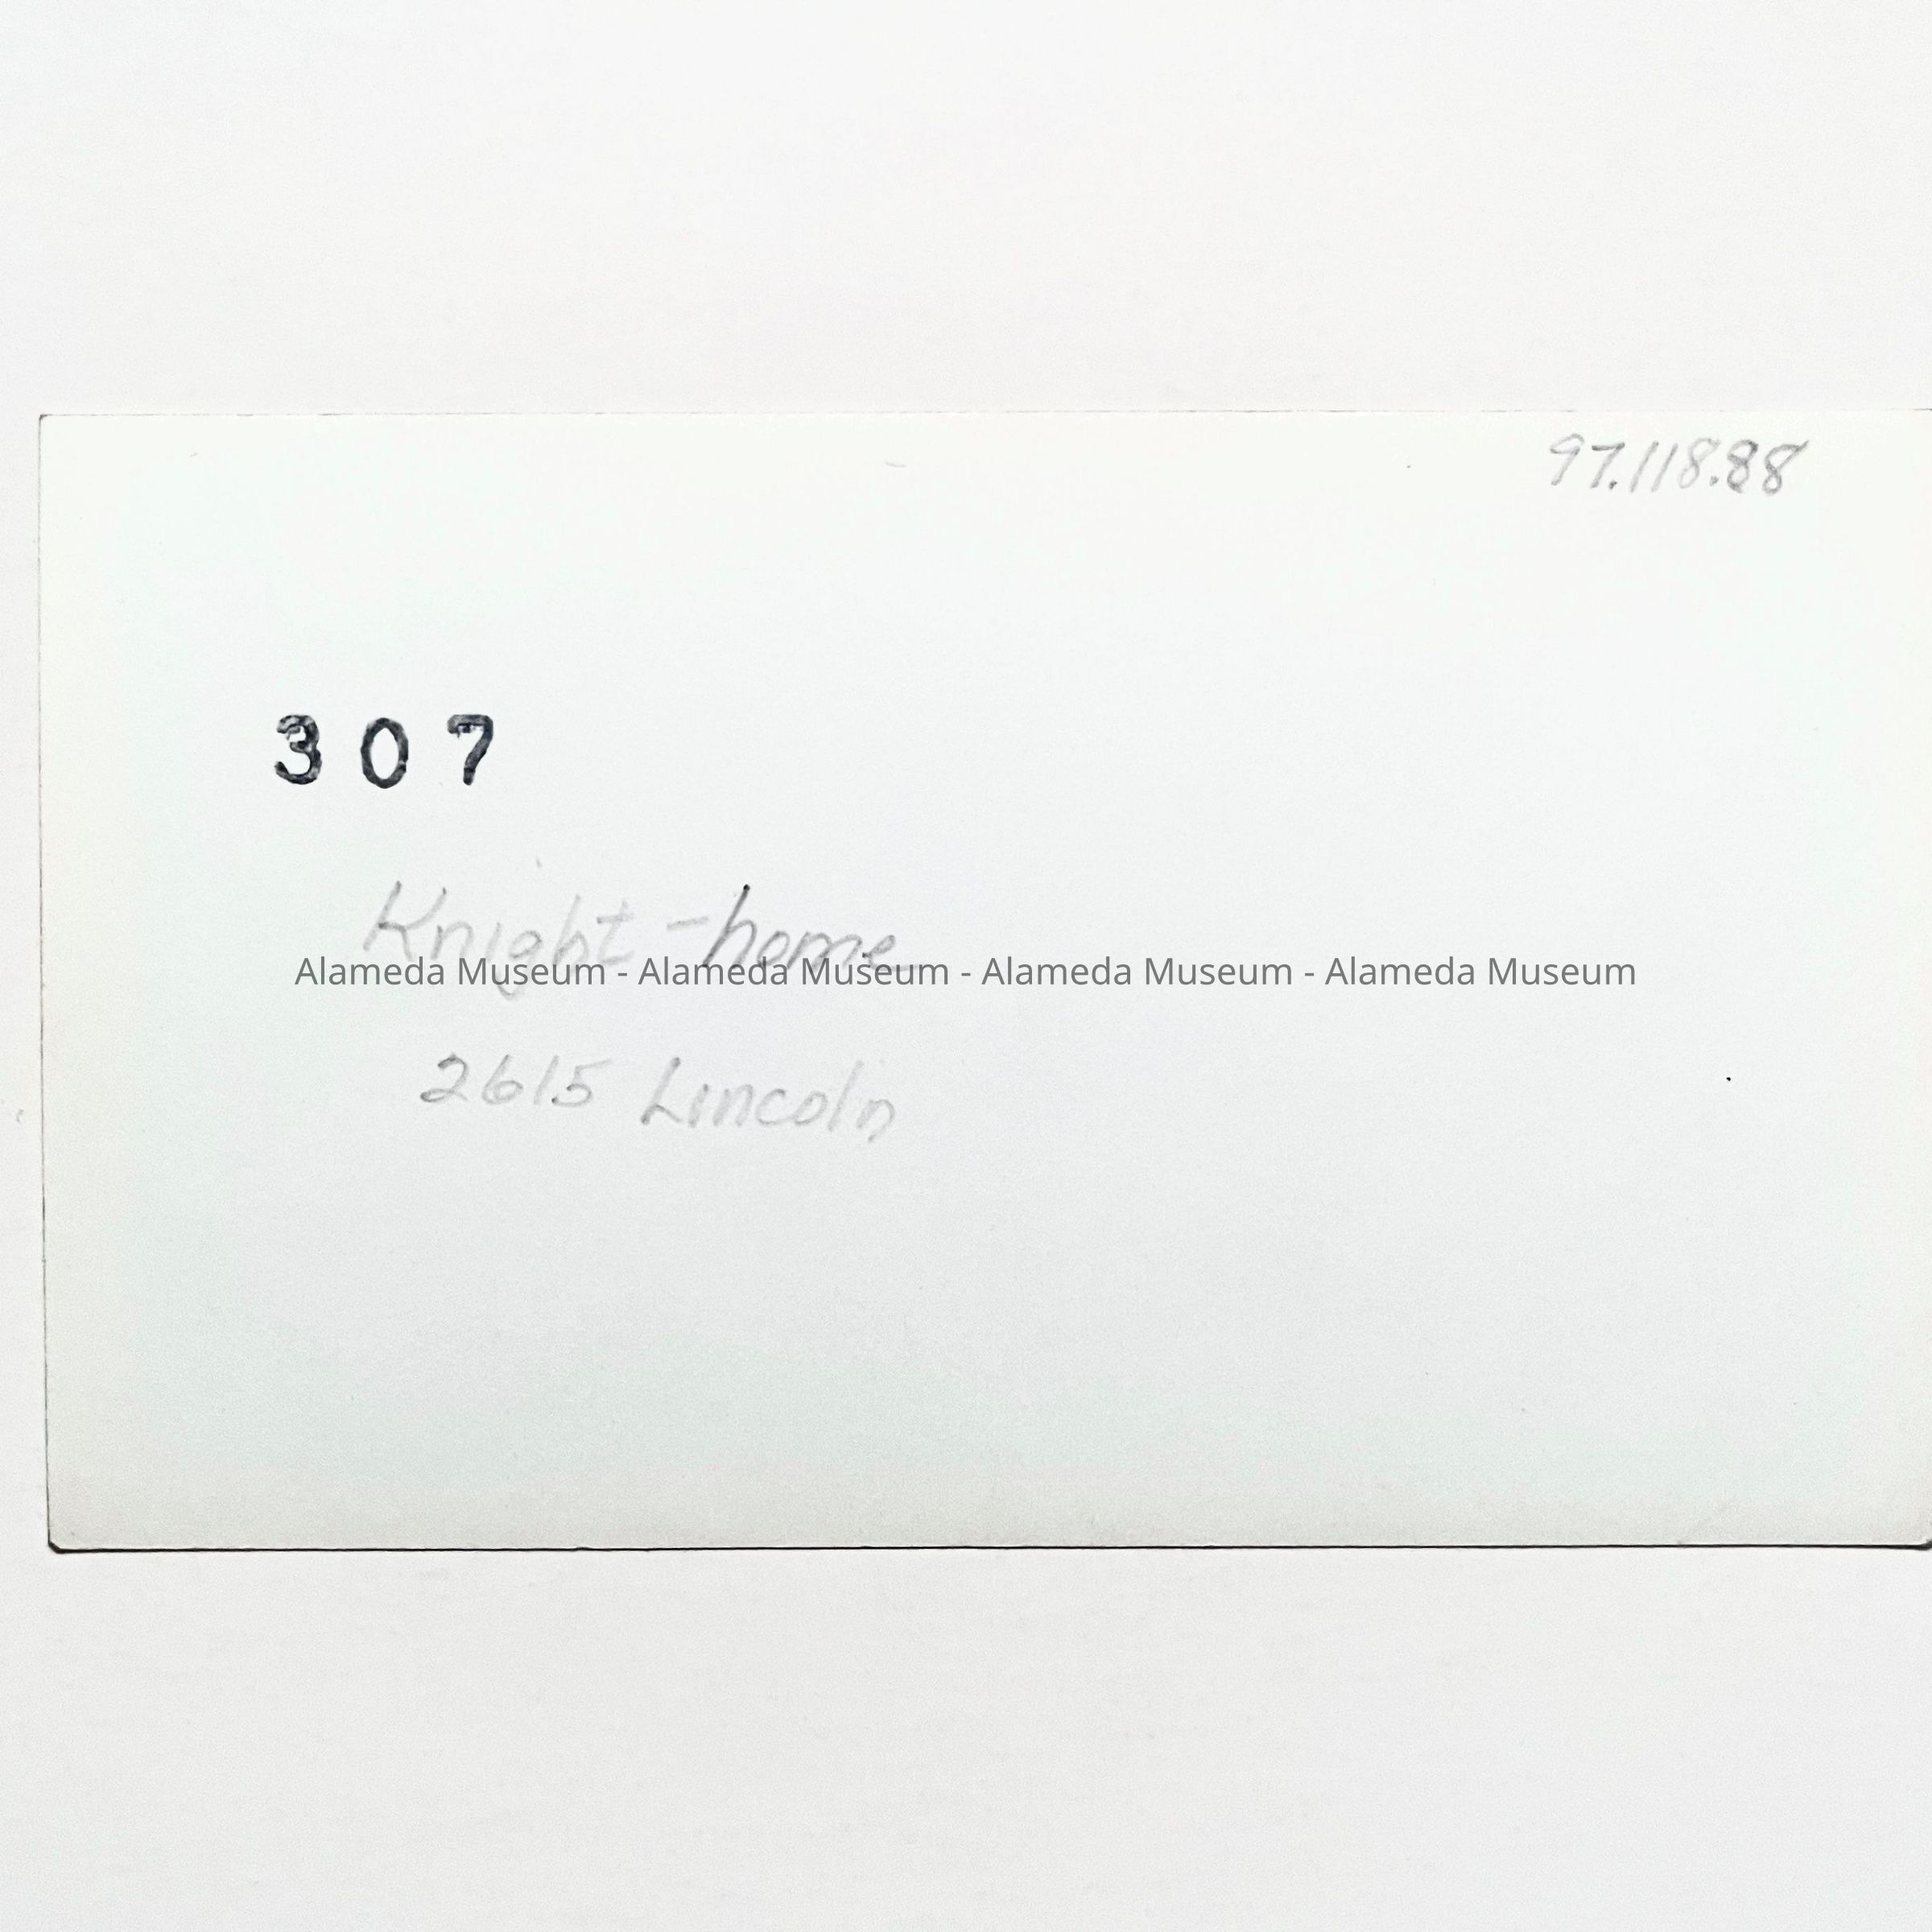 97.118.88
307
Knight - home
Alameda Museum - Alameda Museum - Alameda Museum - Alameda Museum
2615 Lincoln